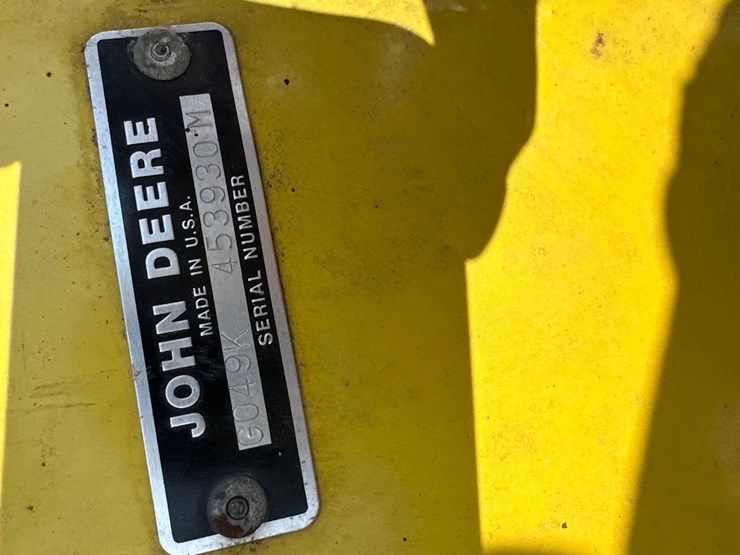 JOHN DEERE
MADE IN U.S.A.
G049K 453930M
SERIAL NUMBER